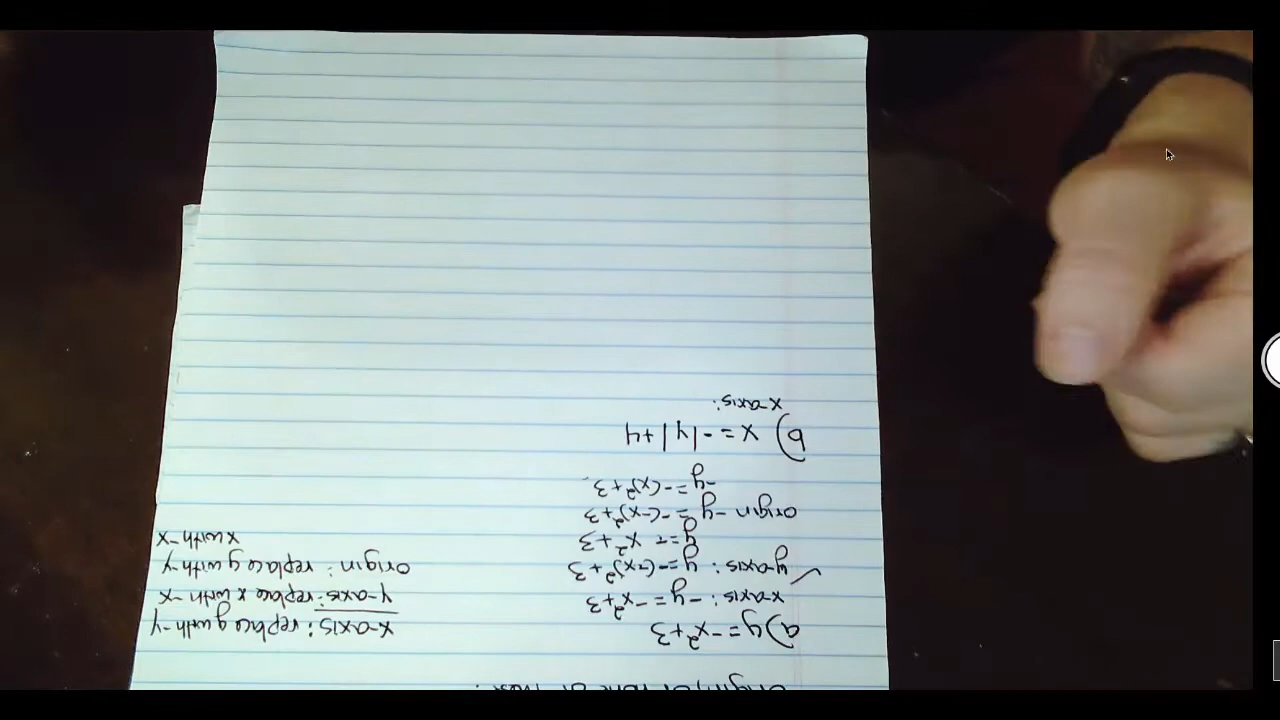 a) y = -x²+3
x-axis: -y = -x²+3
y-axis: y = -(-x)²+3
y = - x²+3
origin -y = -(-x)²+3
-y = -(x)²+3
b) x = -|y|+4
x-axis:
x-axis: replace y with -y
y-axis: replace x with -x
origin: replace y with -y
x with -x